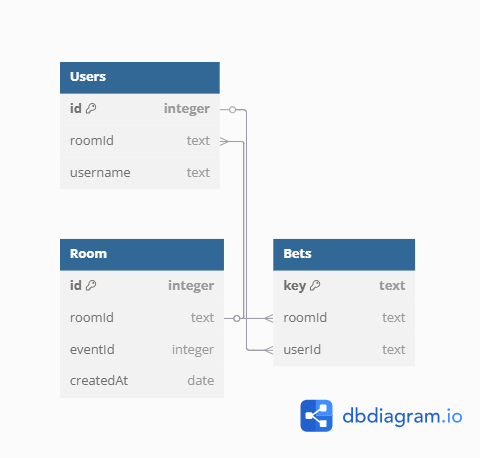 Users
id integer
roomId text
username text
Room
id integer
roomId text
eventId integer
createdAt date
Bets
key text
roomId text
userId text
dbdiagram.io